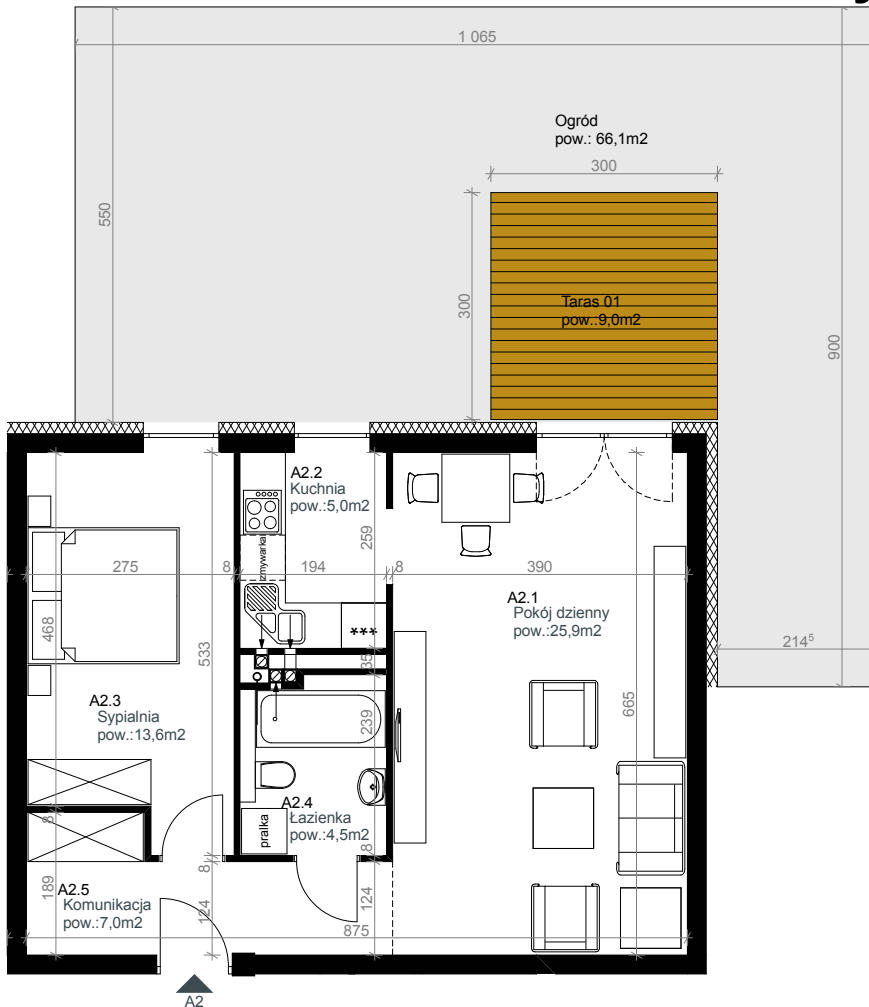 1 065
Ogród
pow.: 66,1m2
300
550
300
Taras 01
pow.:9,0m2
900
A2.2
Kuchnia
pow.:5,0m2
259
zmywarka
275
8
194
8
390
A2.1
Pokój dzienny
pow.:25,9m2
***
468
533
35
214⁵
A2.3
Sypialnia
pow.:13,6m2
239
665
A2.4
Łazienka
pow.:4,5m2
pralka
8
8
8
189
A2.5
Komunikacja
pow.:7,0m2
124
124
875
A2